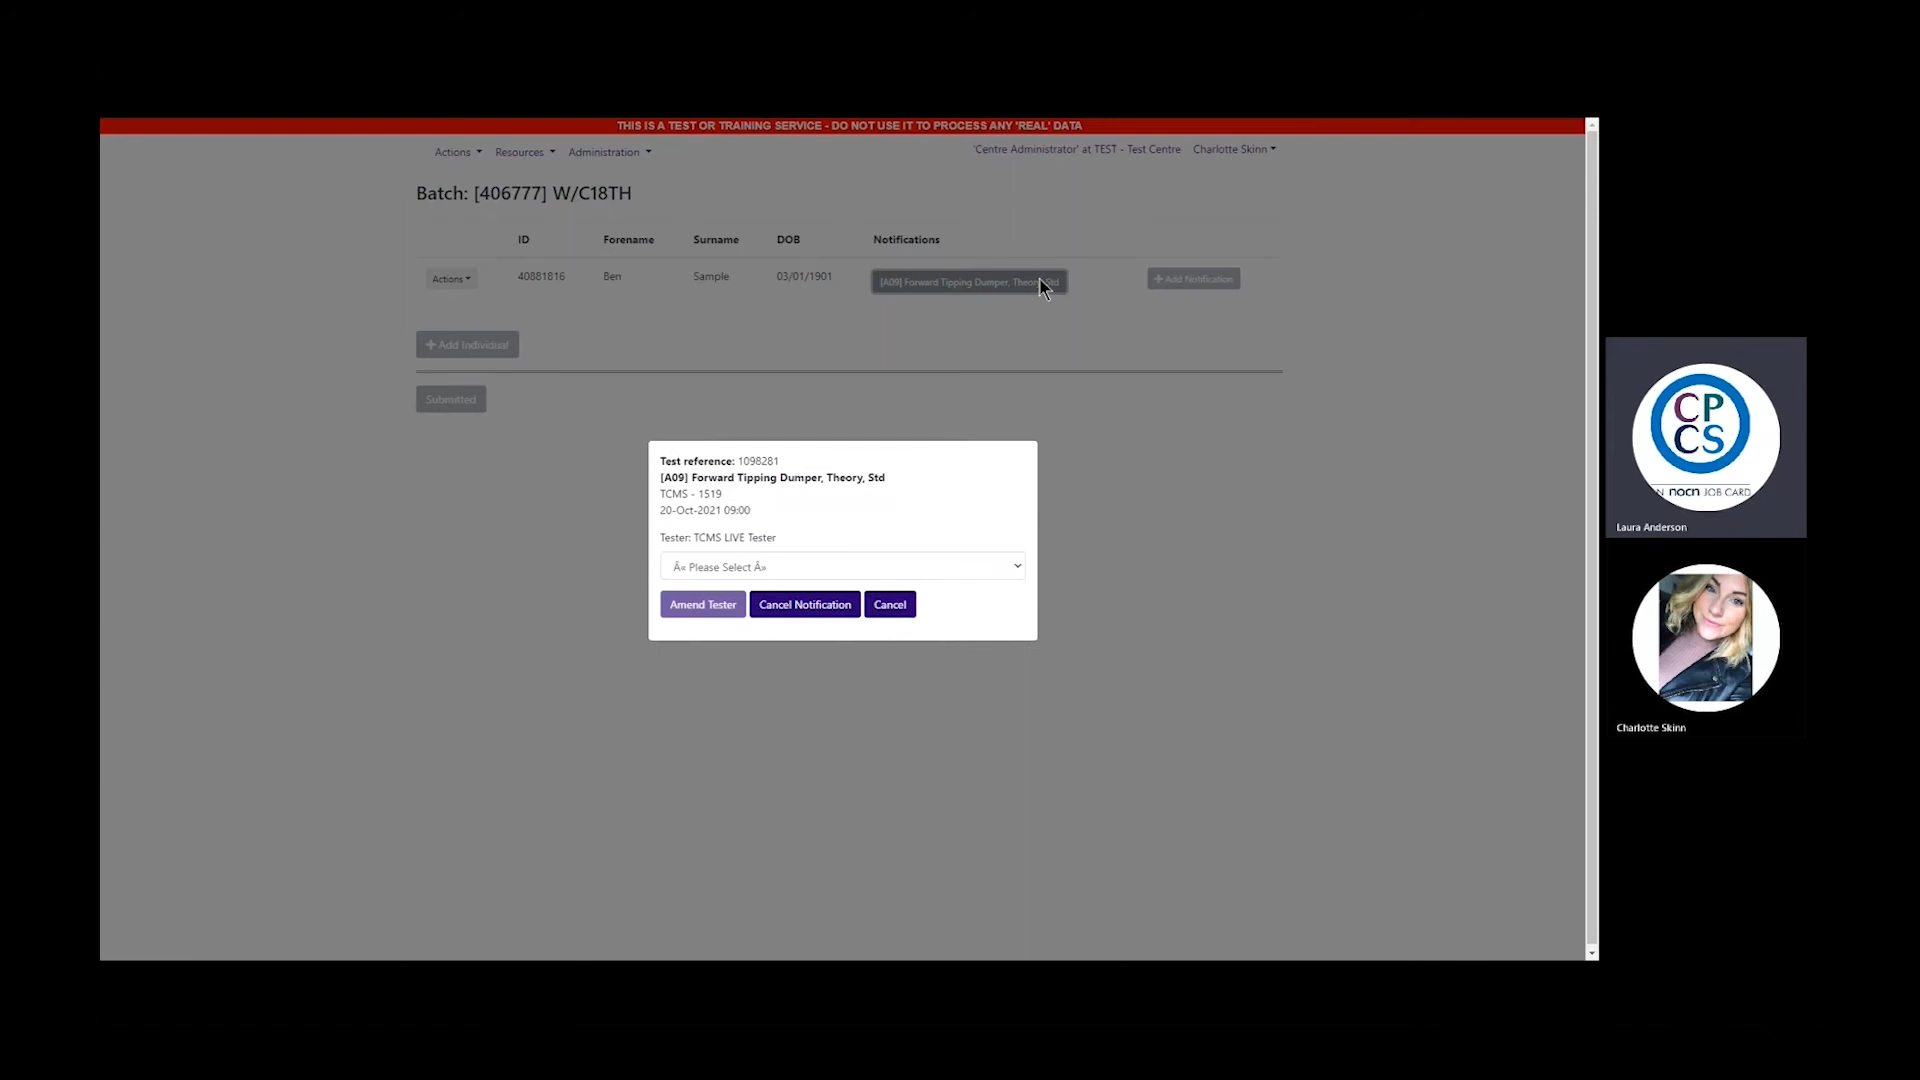 THIS IS A TEST OR TRAINING SERVICE - DO NOT USE IT TO PROCESS ANY 'REAL' DATA
Actions Resources Administration 'Centre Administrator' at TEST - Test Centre Charlotte Skinn
Batch: [406777] W/C18TH
ID Forename Surname DOB Notifications
Actions 40881816 Ben Sample 03/01/1901 [A09] Forward Tipping Dumper, Theory, Std + Add Notification
+ Add Individual
Submitted
Test reference: 1098281
[A09] Forward Tipping Dumper, Theory, Std
TCMS - 1519
20-Oct-2021 09:00
Tester: TCMS LIVE Tester
Â« Please Select Â»
Amend Tester Cancel Notification Cancel
CP
CS
N nocn JOB CARD
Laura Anderson
Charlotte Skinn